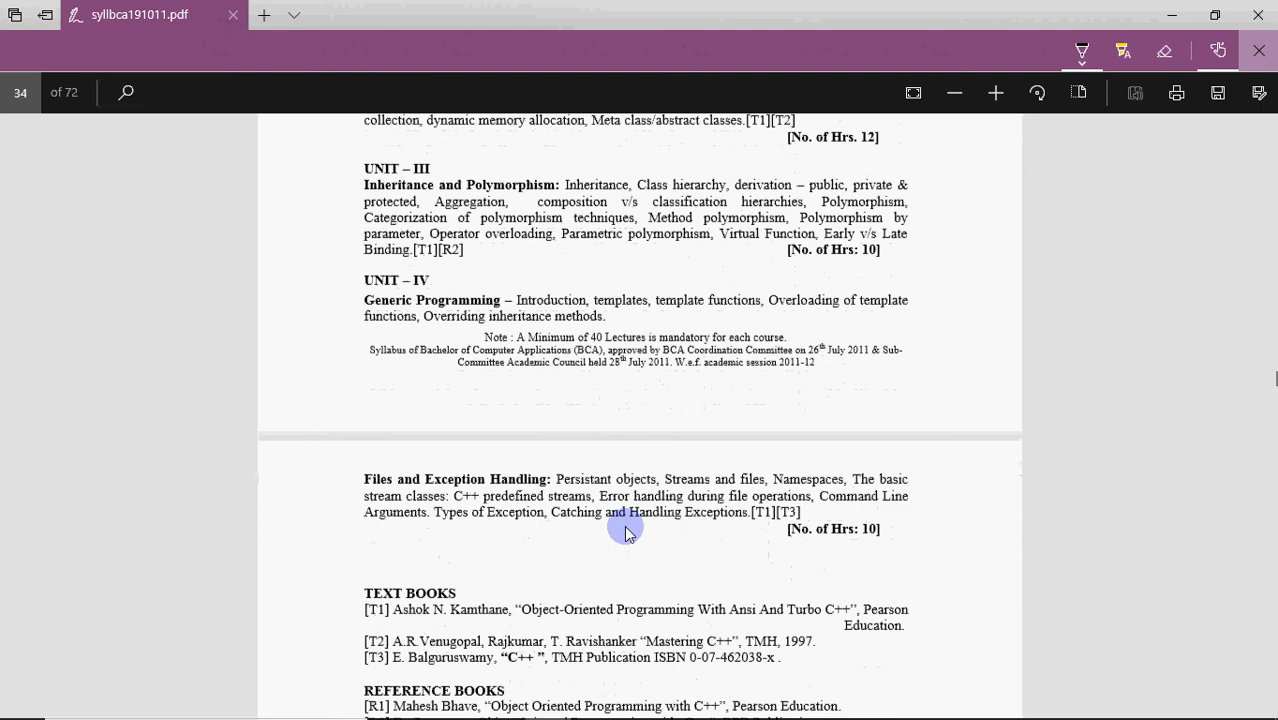 syllbca191011.pdf
34 of 72
collection, dynamic memory allocation, Meta class/abstract classes.[T1][T2]
[No. of Hrs. 12]
UNIT – III
Inheritance and Polymorphism: Inheritance, Class hierarchy, derivation – public, private &
protected, Aggregation, composition v/s classification hierarchies, Polymorphism,
Categorization of polymorphism techniques, Method polymorphism, Polymorphism by
parameter, Operator overloading, Parametric polymorphism, Virtual Function, Early v/s Late
Binding.[T1][R2] [No. of Hrs: 10]
UNIT – IV
Generic Programming – Introduction, templates, template functions, Overloading of template
functions, Overriding inheritance methods.
Note : A Minimum of 40 Lectures is mandatory for each course.
Syllabus of Bachelor of Computer Applications (BCA), approved by BCA Coordination Committee on 26th July 2011 & Sub-
Committee Academic Council held 28th July 2011. W.e.f. academic session 2011-12
Files and Exception Handling: Persistant objects, Streams and files, Namespaces, The basic
stream classes: C++ predefined streams, Error handling during file operations, Command Line
Arguments. Types of Exception, Catching and Handling Exceptions.[T1][T3]
[No. of Hrs: 10]
TEXT BOOKS
[T1] Ashok N. Kamthane, “Object-Oriented Programming With Ansi And Turbo C++”, Pearson
Education.
[T2] A.R.Venugopal, Rajkumar, T. Ravishanker “Mastering C++”, TMH, 1997.
[T3] E. Balguruswamy, “C++ ”, TMH Publication ISBN 0-07-462038-x .
REFERENCE BOOKS
[R1] Mahesh Bhave, “Object Oriented Programming with C++”, Pearson Education.